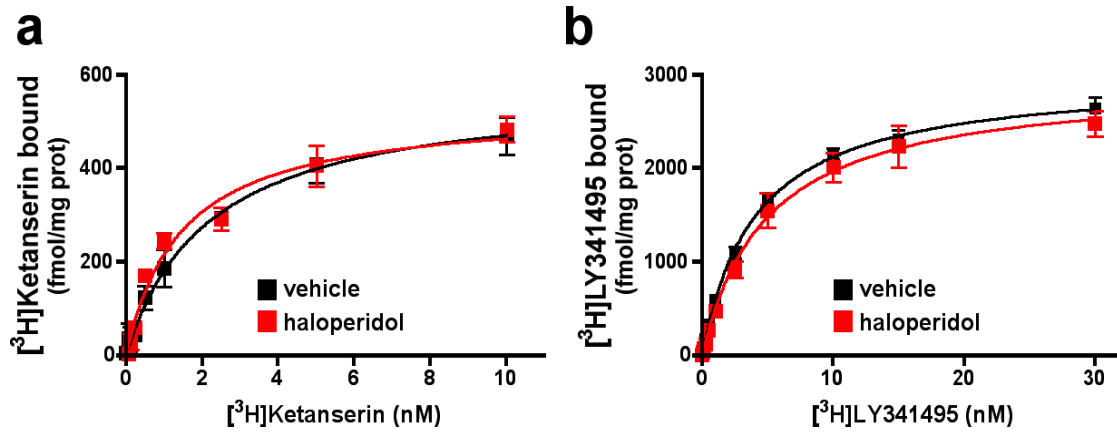 a
[³H]Ketanserin bound
(fmol/mg prot)
600
400
200
0
vehicle
haloperidol
0
2
4
6
8
10
[³H]Ketanserin (nM)
b
[³H]LY341495 bound
(fmol/mg prot)
3000
2000
1000
0
vehicle
haloperidol
0
10
20
30
[³H]LY341495 (nM)